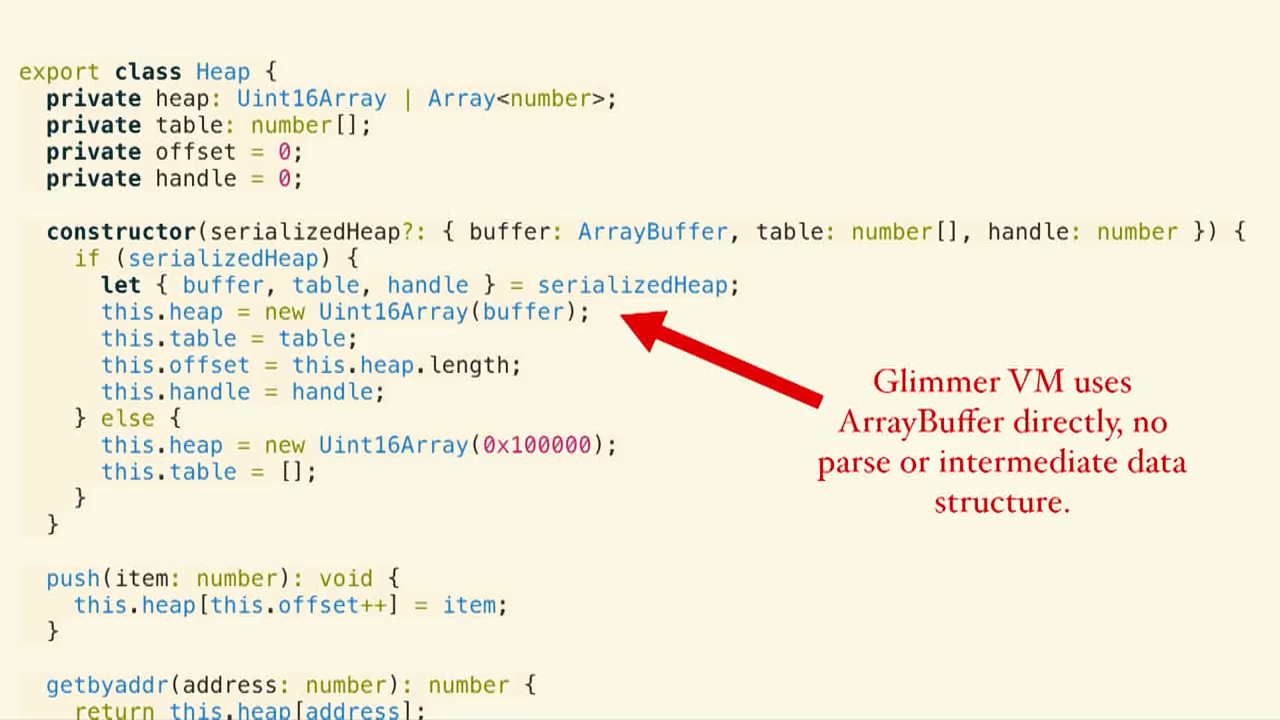 export class Heap {
  private heap: Uint16Array | Array<number>;
  private table: number[];
  private offset = 0;
  private handle = 0;
  constructor(serializedHeap?: { buffer: ArrayBuffer, table: number[], handle: number }) {
    if (serializedHeap) {
      let { buffer, table, handle } = serializedHeap;
      this.heap = new Uint16Array(buffer);
      this.table = table;
      this.offset = this.heap.length;
      this.handle = handle;
    } else {
      this.heap = new Uint16Array(0x100000);
      this.table = [];
    }
  }
  push(item: number): void {
    this.heap[this.offset++] = item;
  }
  getbyaddr(address: number): number {
    return this.heap[address];
Glimmer VM uses
ArrayBuffer directly, no
parse or intermediate data
structure.